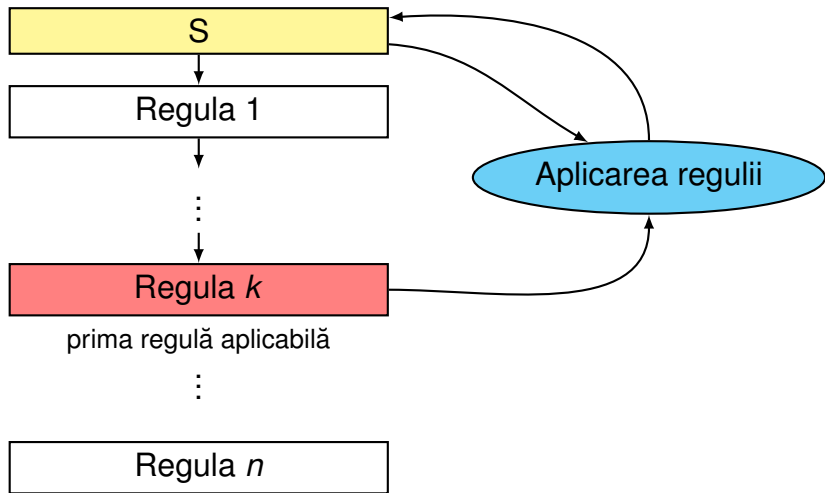 S
Regula 1
Aplicarea regulii
⋮
Regula k
prima regulă aplicabilă
⋮
Regula n